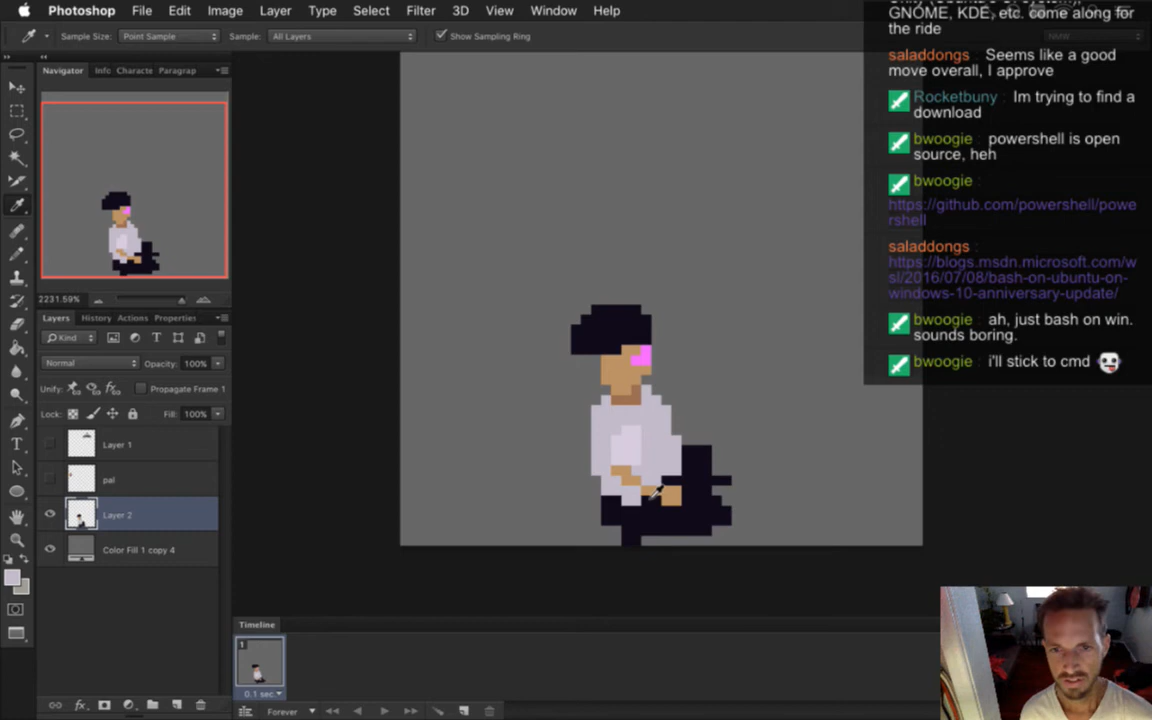 Photoshop File Edit Image Layer Type Select Filter 3D View Window Help
Sample Size: Point Sample Sample: All Layers Show Sampling Ring
Navigator Info Characte Paragrap
2231.59%
Layers History Actions Properties
Kind
Normal Opacity: 100%
Unify: Propagate Frame 1
Lock: Fill: 100%
Layer 1
pal
Layer 2
Color Fill 1 copy 4
Timeline
1
0.1 sec.
Forever
GNOME, KDE, etc. come along for
the ride
saladdongs : Seems like a good
move overall, I approve
Rocketbuny : Im trying to find a
download
bwoogie : powershell is open
source, heh
bwoogie :
https://github.com/powershell/powe
rshell
saladdongs :
https://blogs.msdn.microsoft.com/w
sl/2016/07/08/bash-on-ubuntu-on-
windows-10-anniversary-update/
bwoogie : ah, just bash on win.
sounds boring.
bwoogie : i'll stick to cmd